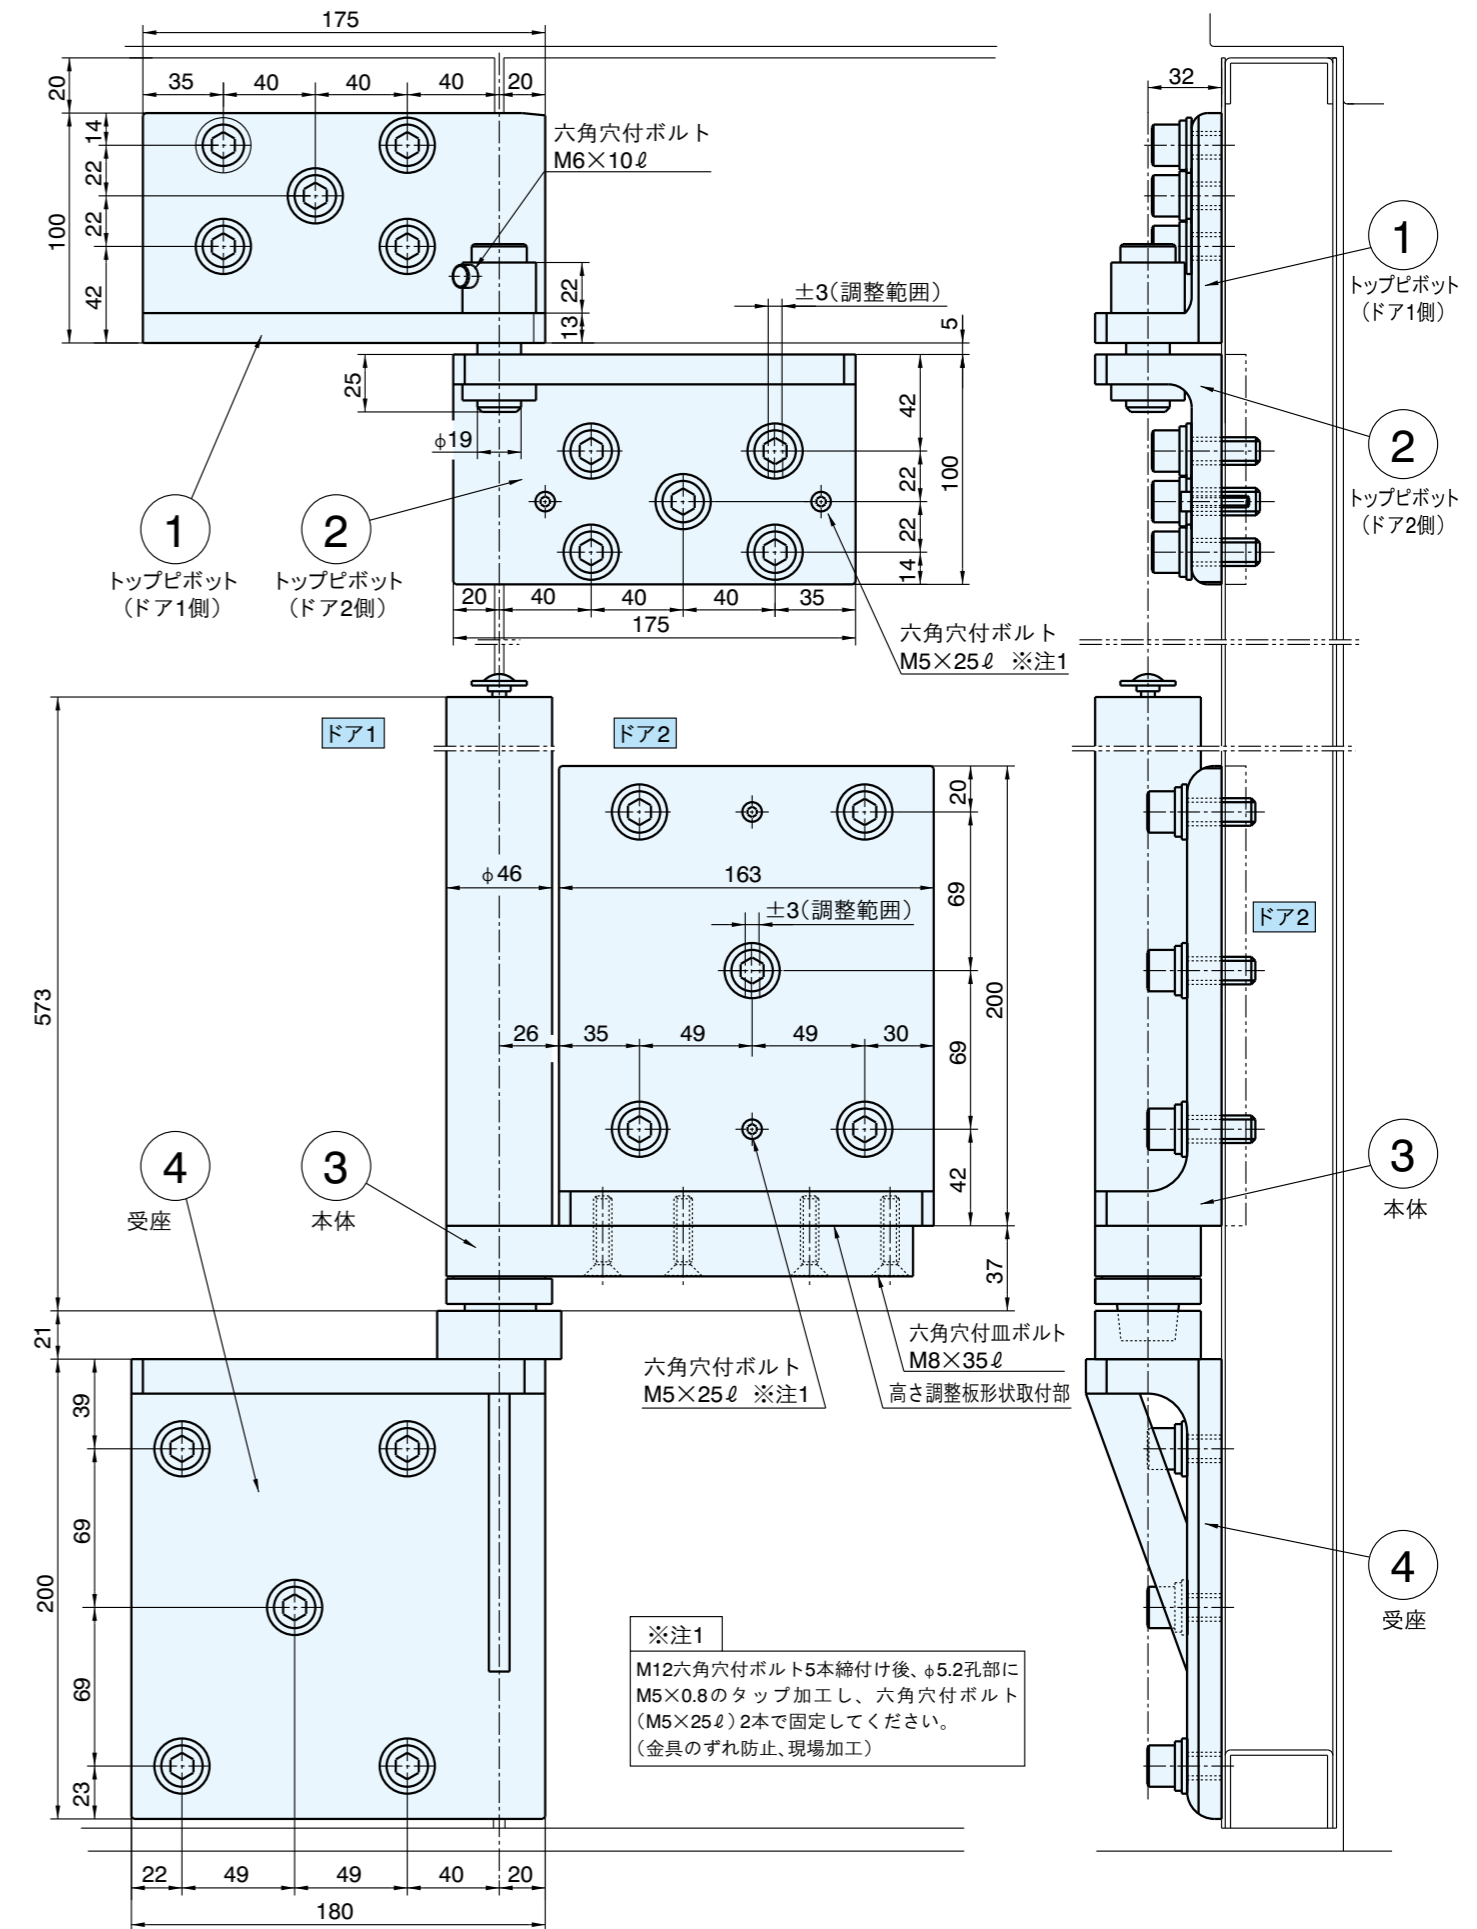 175
35 40 40 40 20
20
100
14
22
22
42
六角穴付ボルト
M6×10ℓ
22
13
32
1
トップピボット
(ドア1側)
±3(調整範囲)
5
25
φ19
42
22
22
14
100
2
トップピボット
(ドア2側)
1
トップピボット
(ドア1側)
2
トップピボット
(ドア2側)
20 40 40 40 35
175
六角穴付ボルト
M5×25ℓ ※注1
ドア1
ドア2
573
φ46
163
20
69
69
42
200
±3(調整範囲)
26 35 49 49 30
ドア2
4
受座
3
本体
3
本体
37
21
六角穴付皿ボルト
M8×35ℓ
高さ調整板形状取付部
六角穴付ボルト
M5×25ℓ ※注1
39
69
69
23
200
4
受座
※注1
M12六角穴付ボルト5本締付け後、φ5.2孔部に
M5×0.8のタップ加工し、六角穴付ボルト
(M5×25ℓ)2本で固定してください。
(金具のずれ防止、現場加工)
22 49 49 40 20
180